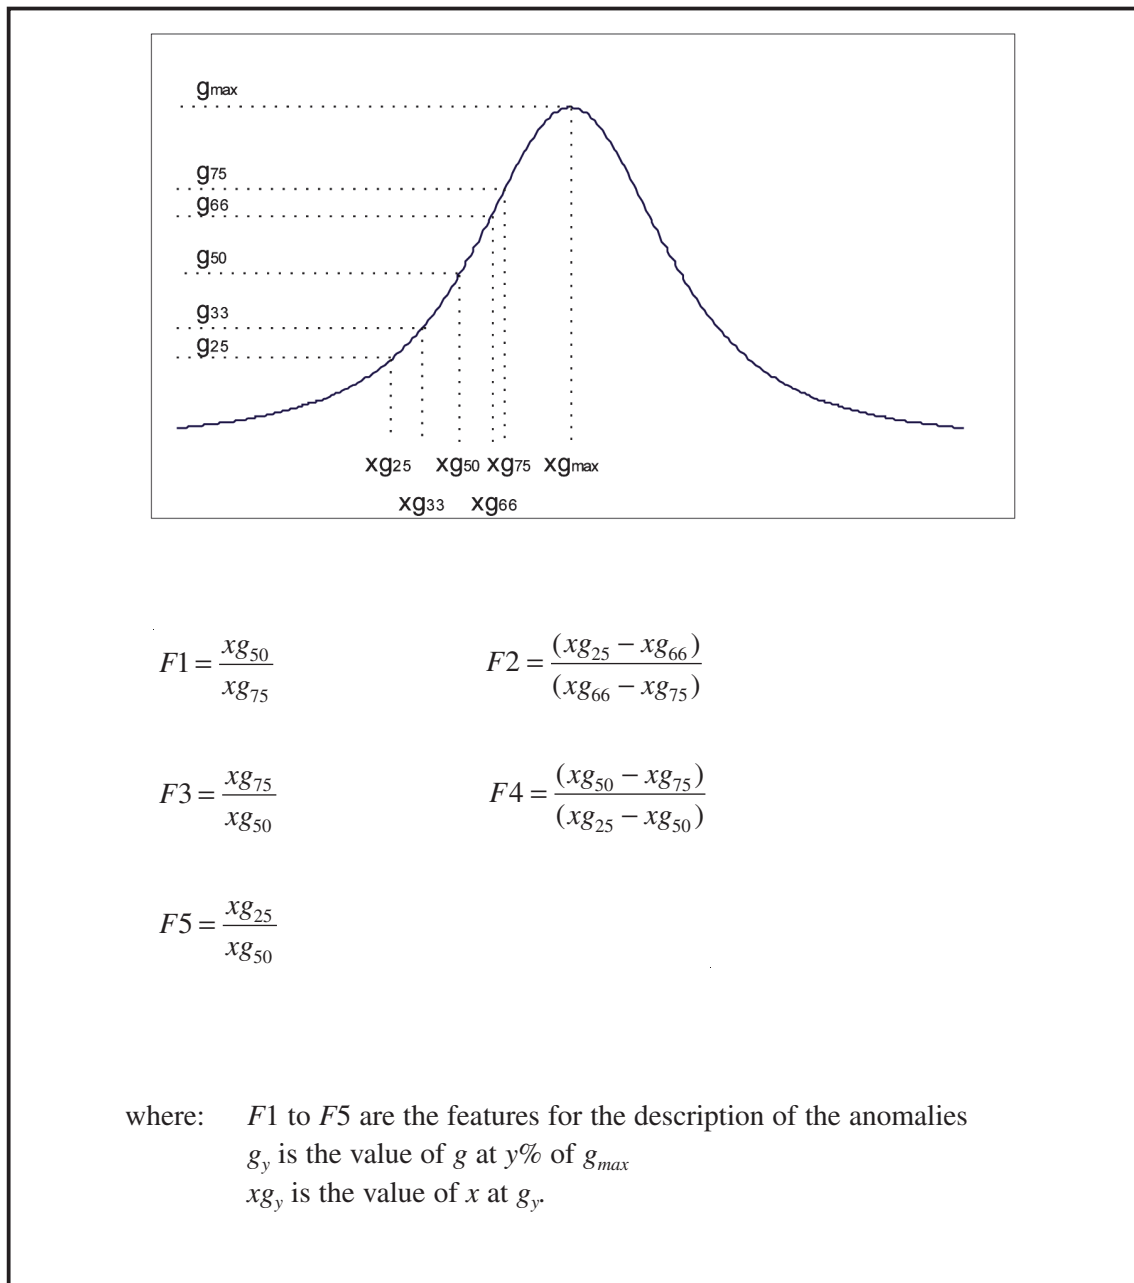 gmax
g75
g66
g50
g33
g25
xg25 xg50 xg75 xgmax
xg33 xg66
F1 = xg50 / xg75
F2 = (xg25 − xg66) / (xg66 − xg75)
F3 = xg75 / xg50
F4 = (xg50 − xg75) / (xg25 − xg50)
F5 = xg25 / xg50
where: F1 to F5 are the features for the description of the anomalies
gy is the value of g at y% of gmax
xgy is the value of x at gy.